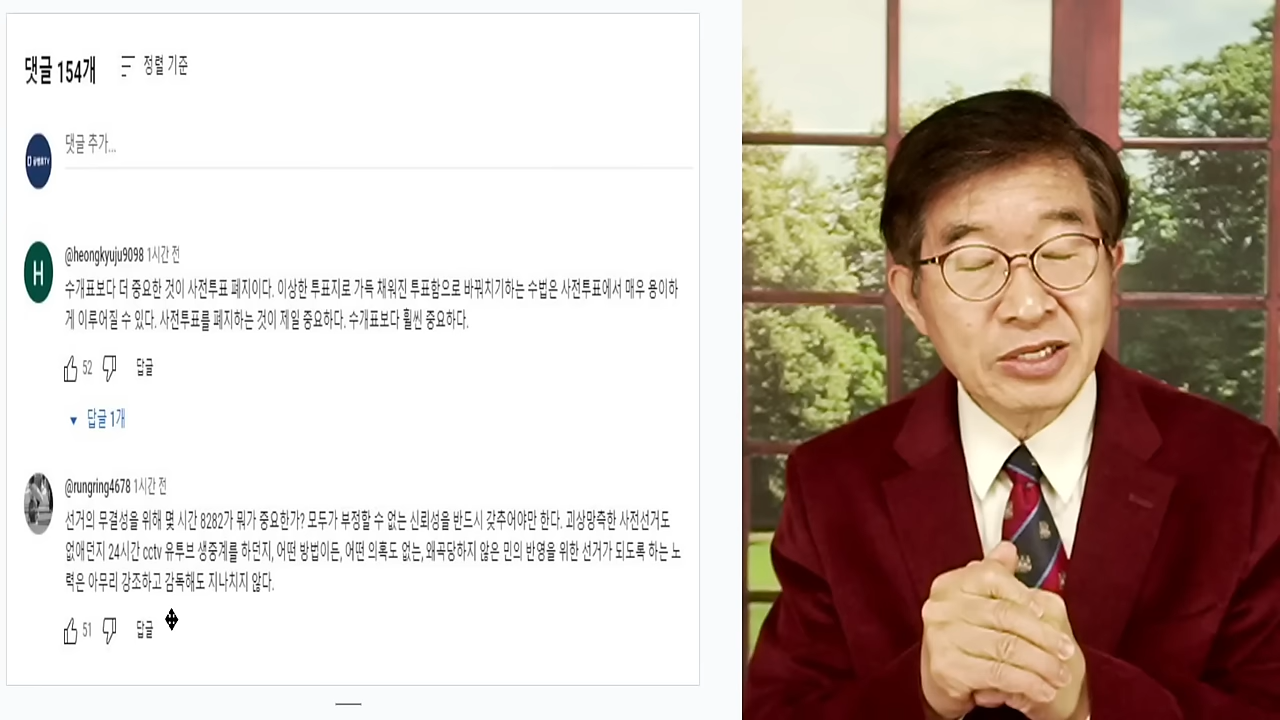 댓글 154개
정렬 기준
댓글 추가...
@heongkyuju9098 1시간 전
수개표보다 더 중요한 것이 사전투표 폐지이다. 이상한 투표지로 가득 채워진 투표함으로 바꿔치기하는 수법은 사전투표에서 매우 용이하
게 이루어질 수 있다. 사전투표를 폐지하는 것이 제일 중요하다. 수개표보다 훨씬 중요하다.
52
답글
답글 1개
H
@rungring4678 1시간 전
선거의 무결성을 위해 몇 시간 8282가 뭐가 중요한가? 모두가 부정할 수 없는 신뢰성을 반드시 갖추어야만 한다. 괴상망측한 사전선거도
없애던지 24시간 cctv 유투브 생중계를 하던지, 어떤 방법이든, 어떤 의혹도 없는, 왜곡당하지 않은 민의 반영을 위한 선거가 되도록 하는 노
력은 아무리 강조하고 감독해도 지나치지 않다.
51
답글